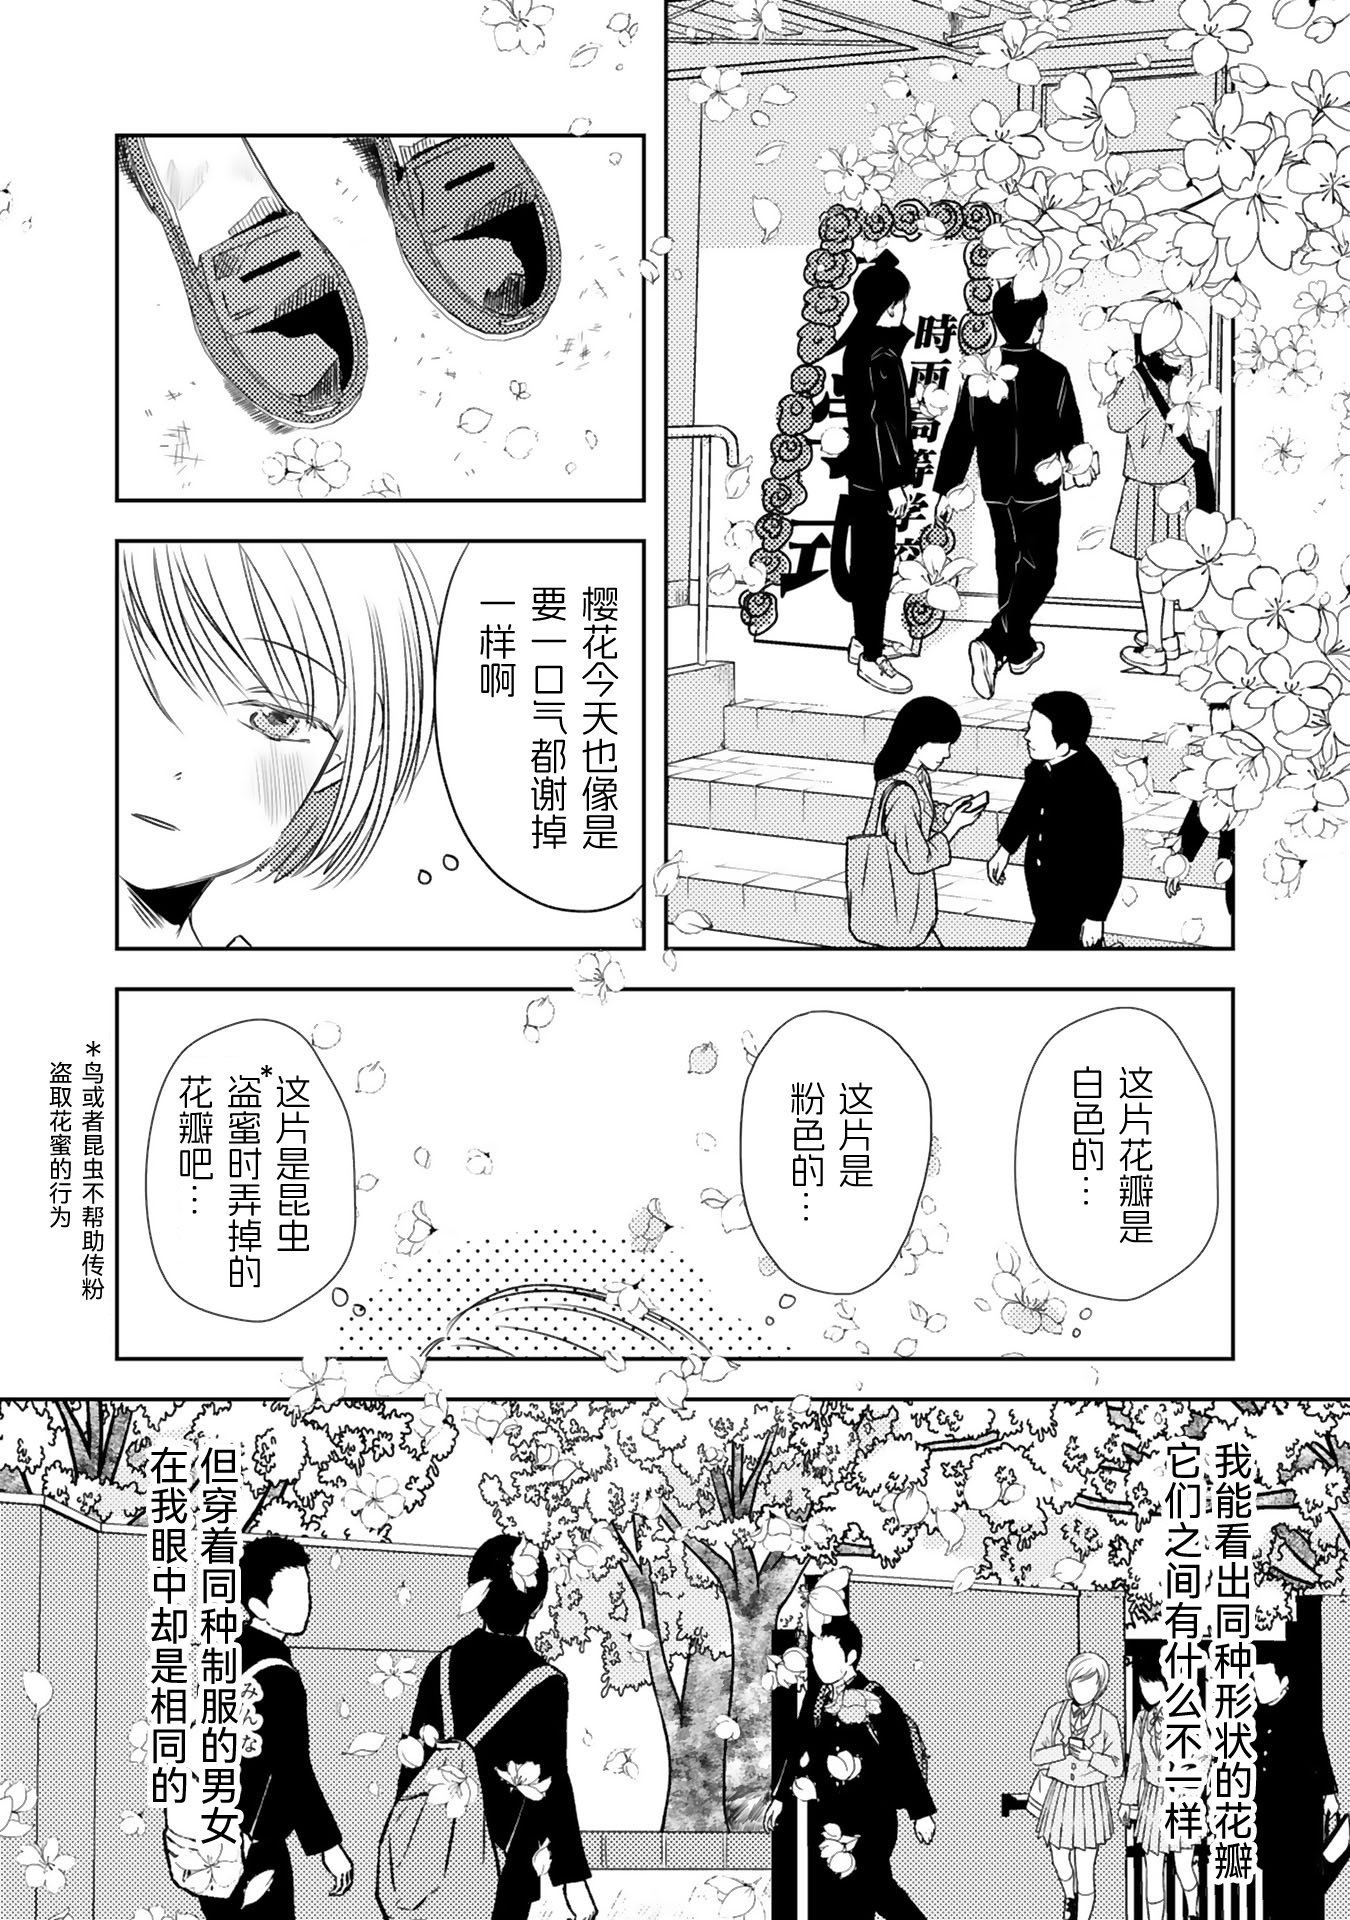 時雨高等学校
式
樱花今天也像是
要一口气都谢掉
一样啊
这片花瓣是
白色的…
这片是
粉色的…
这片是昆虫
*
盗蜜时弄掉的
花瓣吧…
*鸟或者昆虫不帮助传粉
盗取花蜜的行为
我能看出同种形状的花瓣
它们之间有什么不一样
但穿着同种制服的男女
みんな
在我眼中却是相同的